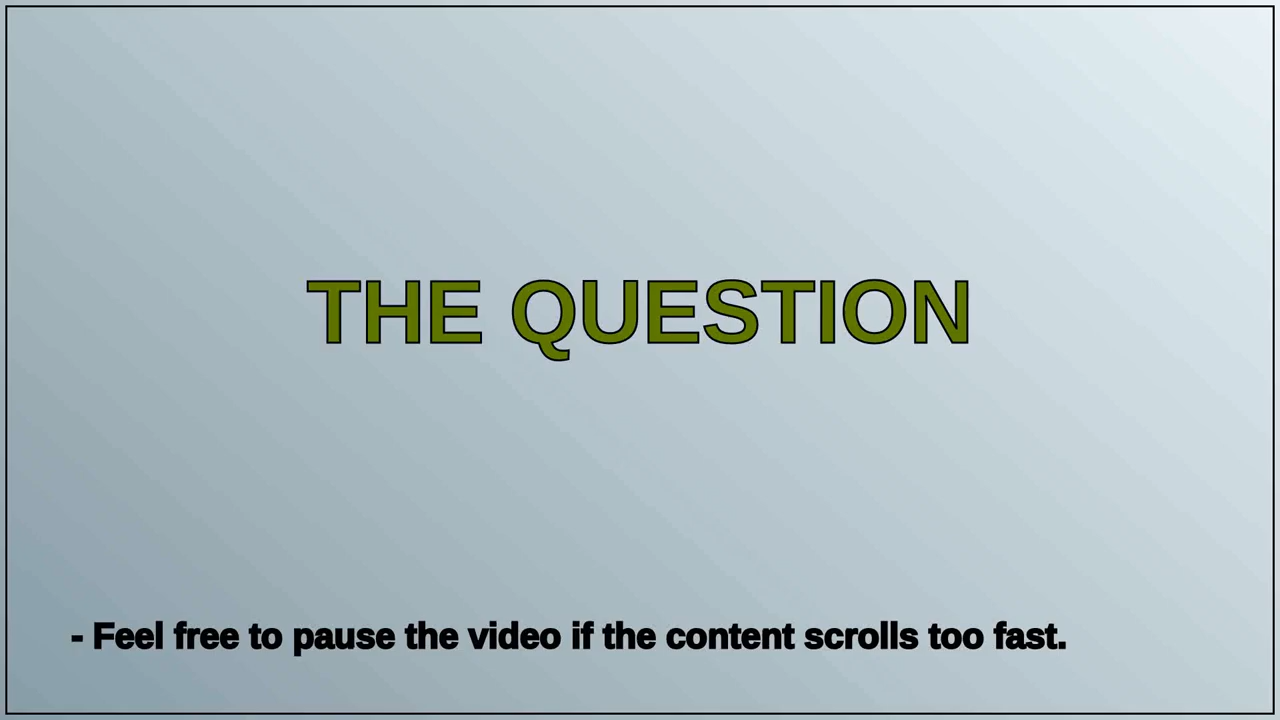 THE QUESTION
- Feel free to pause the video if the content scrolls too fast.